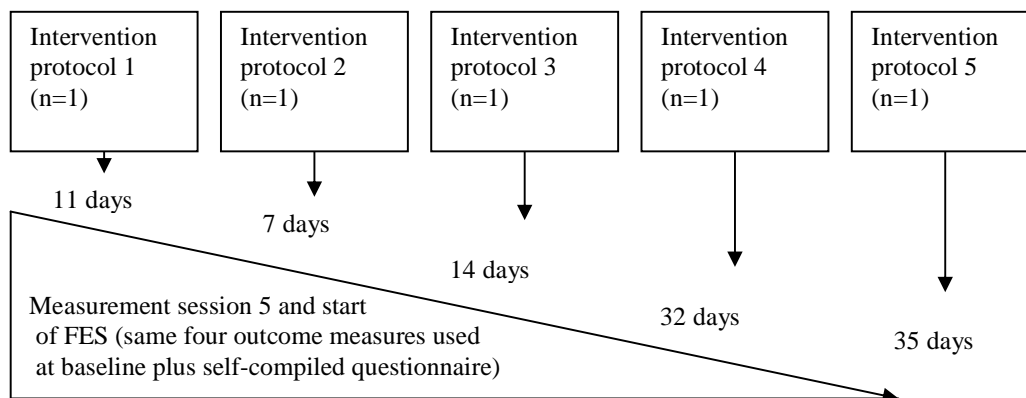 Intervention
protocol 1
(n=1)
Intervention
protocol 2
(n=1)
Intervention
protocol 3
(n=1)
Intervention
protocol 4
(n=1)
Intervention
protocol 5
(n=1)
11 days
7 days
14 days
32 days
35 days
Measurement session 5 and start
of FES (same four outcome measures used
at baseline plus self-compiled questionnaire)